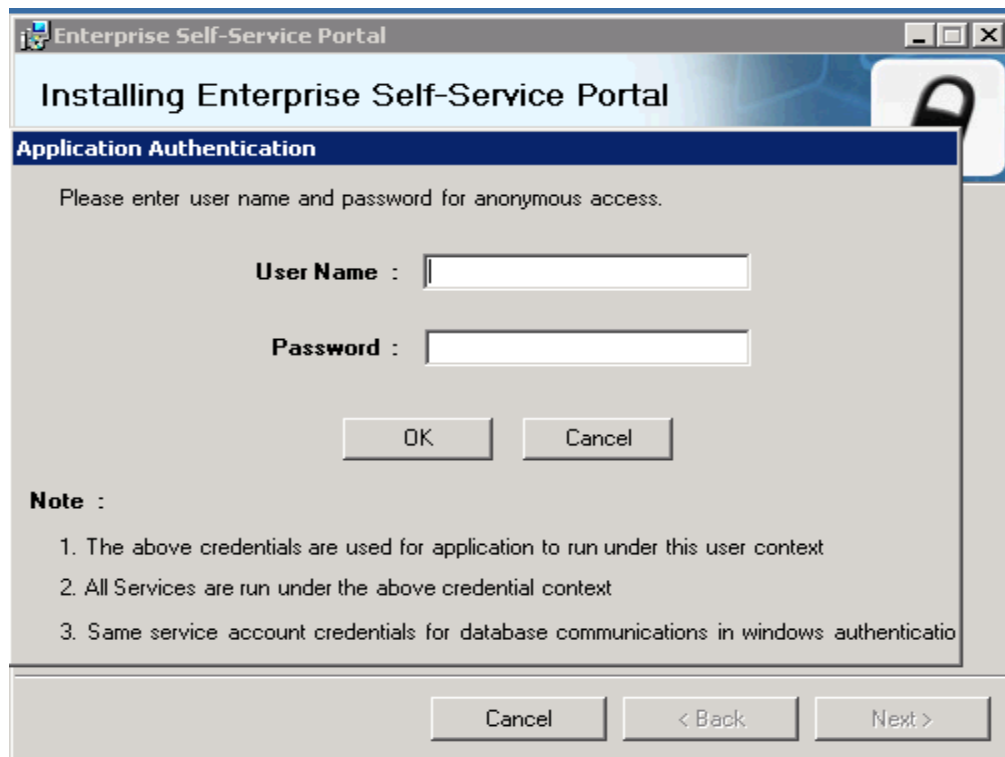 Enterprise Self-Service Portal
Installing Enterprise Self-Service Portal
Application Authentication
Please enter user name and password for anonymous access.
User Name :
Password :
OK Cancel
Note :
1. The above credentials are used for application to run under this user context
2. All Services are run under the above credential context
3. Same service account credentials for database communications in windows authenticatio
Cancel < Back Next >